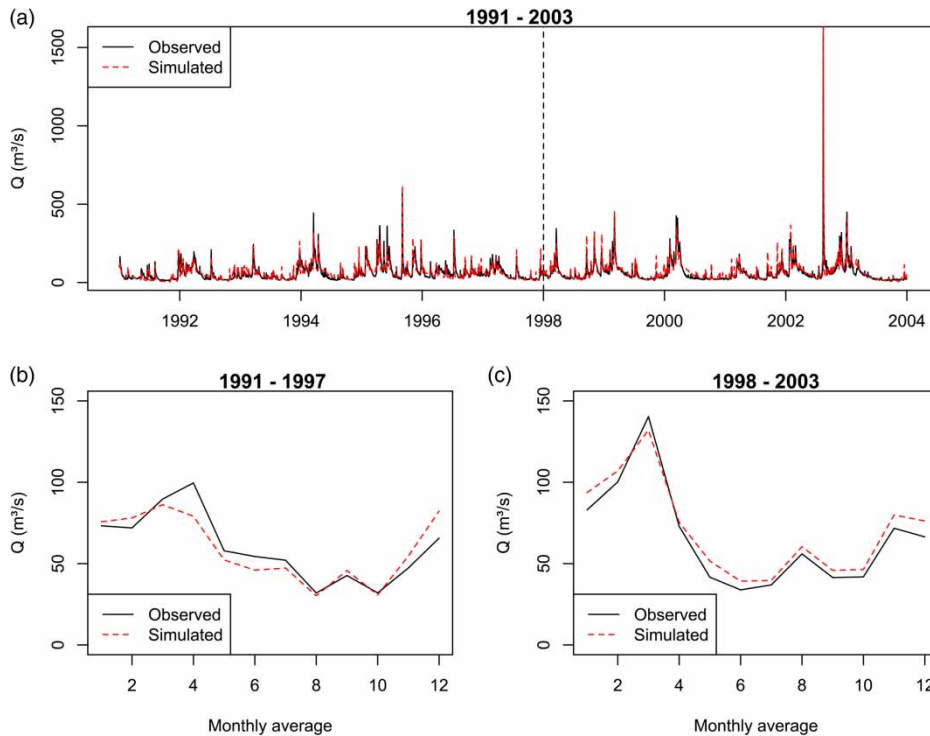 (a)
1991 - 2003
Observed
Simulated
Q (m³/s)
0
500
1000
1500
1992
1994
1996
1998
2000
2002
2004
(b)
1991 - 1997
Q (m³/s)
0
50
100
150
Observed
Simulated
2
4
6
8
10
12
Monthly average
(c)
1998 - 2003
Q (m³/s)
0
50
100
150
Observed
Simulated
2
4
6
8
10
12
Monthly average